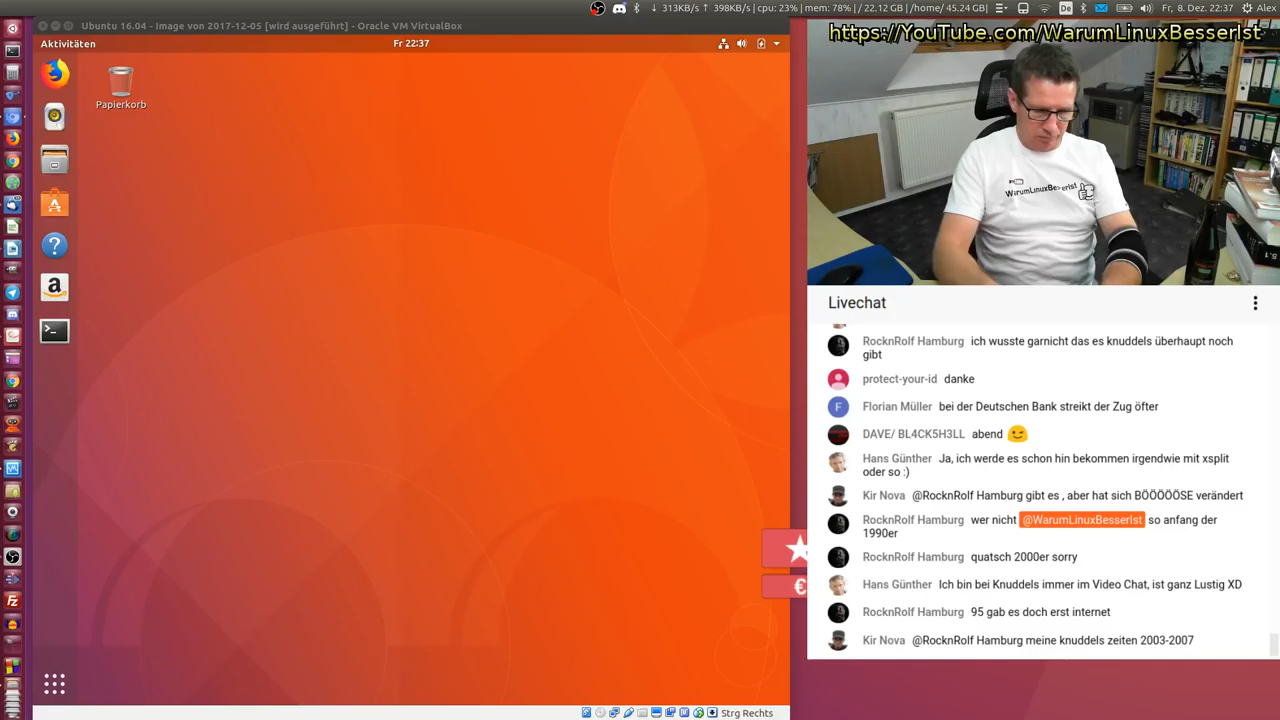 313KB/s 398KB/s cpu: 23% mem: 78% // 22.12 GB /home/ 45.24 GB De Fr, 8. Dez, 22:37 Alex
Ubuntu 16.04 - Image von 2017-12-05 [wird ausgeführt] - Oracle VM VirtualBox
https://YouTube.com/WarumLinuxBesserIst
Aktivitäten
Fr 22:37
Papierkorb
WarumLinuxBesserIst
5.1
Livechat
RocknRolf Hamburg ich wusste garnicht das es knuddels überhaupt noch
gibt
protect-your-id danke
F
Florian Müller bei der Deutschen Bank streikt der Zug öfter
DAVE/ BL4CK5H3LL abend 😉
Hans Günther Ja, ich werde es schon hin bekommen irgendwie mit xsplit
oder so :)
Kir Nova @RocknRolf Hamburg gibt es , aber hat sich BÖÖÖÖÖSE verändert
RocknRolf Hamburg wer nicht @WarumLinuxBesserIst so anfang der
1990er
RocknRolf Hamburg quatsch 2000er sorry
Hans Günther Ich bin bei Knuddels immer im Video Chat, ist ganz Lustig XD
RocknRolf Hamburg 95 gab es doch erst internet
Kir Nova @RocknRolf Hamburg meine knuddels zeiten 2003-2007
Strg Rechts